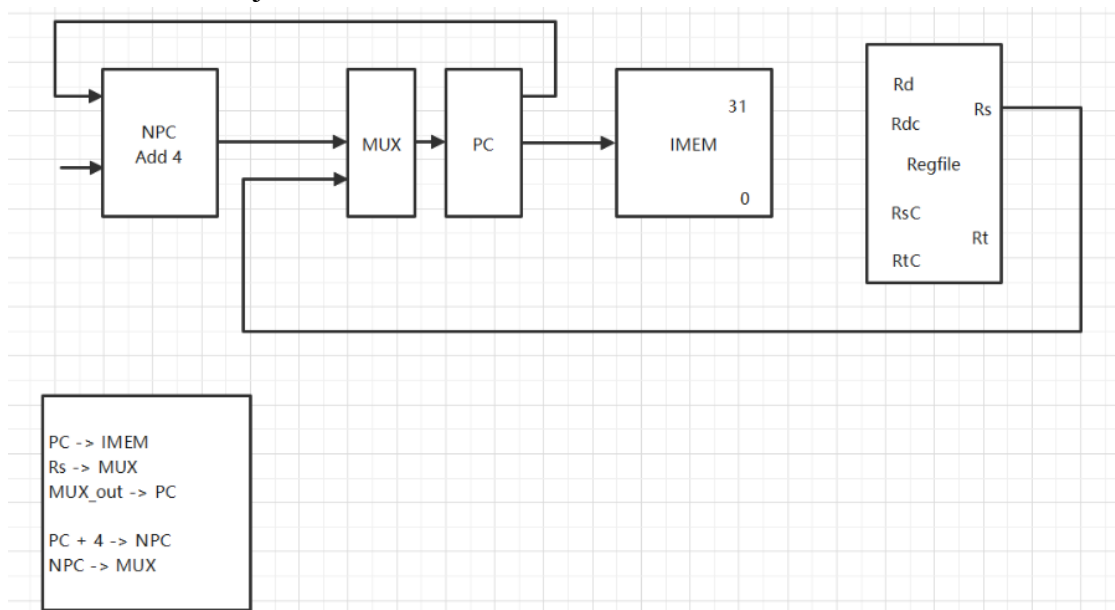 NPC
Add 4
MUX
PC
31
IMEM
0
Rd
Rs
Rdc
Regfile
RsC
Rt
RtC
PC -> IMEM
Rs -> MUX
MUX_out -> PC
PC + 4 -> NPC
NPC -> MUX